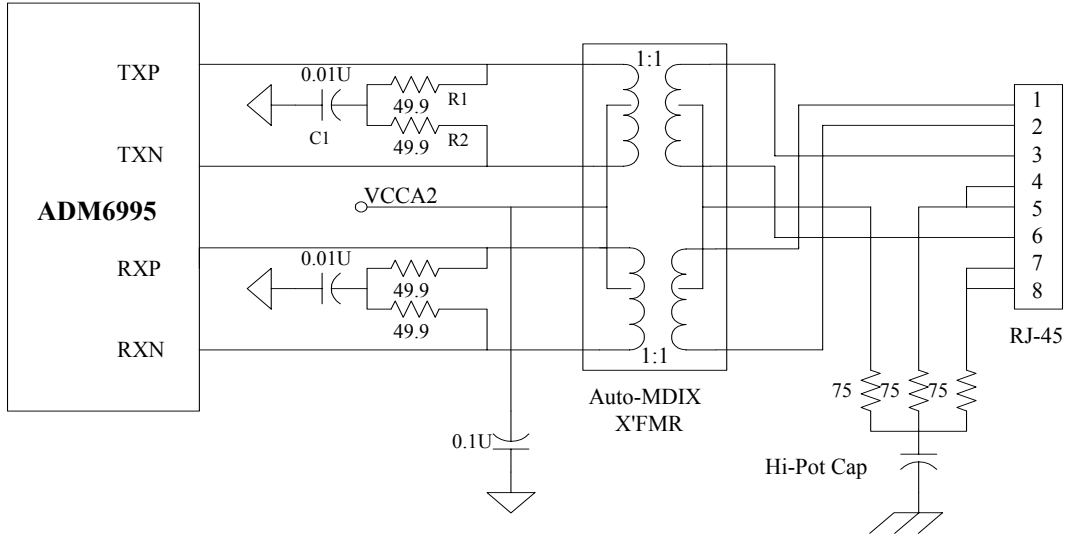 ADM6995
TXP
TXN
RXP
RXN
0.01U
C1
49.9
R1
49.9
R2
VCCA2
0.01U
49.9
49.9
0.1U
1:1
1:1
Auto-MDIX
X'FMR
1
2
3
4
5
6
7
8
RJ-45
75
75
75
Hi-Pot Cap